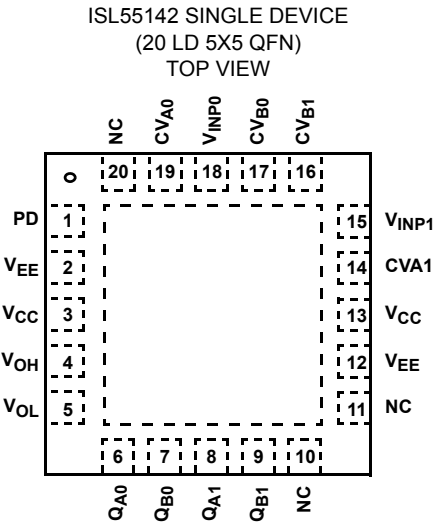 ISL55142 SINGLE DEVICE
(20 LD 5X5 QFN)
TOP VIEW
NC CVA0 VINP0 CVB0 CVB1
20 19 18 17 16
PD 1 15 VINP1
VEE 2 14 CVA1
VCC 3 13 VCC
VOH 4 12 VEE
VOL 5 11 NC
6 7 8 9 10
QA0 QB0 QA1 QB1 NC